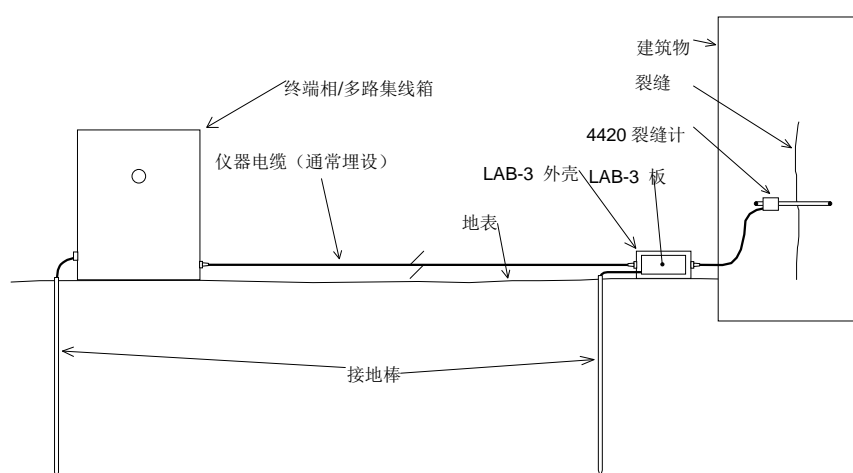 建筑物
终端相/多路集线箱
裂缝
4420 裂缝计
仪器电缆（通常埋设）
LAB-3 外壳
LAB-3 板
地表
接地棒